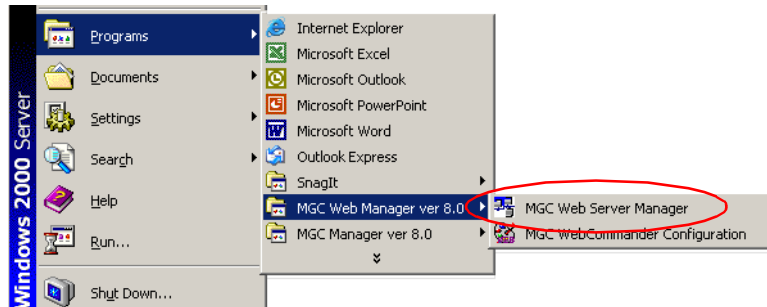 Windows 2000 Server
Programs
Documents
Settings
Search
Help
Run...
Shut Down...
Internet Explorer
Microsoft Excel
Microsoft Outlook
Microsoft PowerPoint
Microsoft Word
Outlook Express
SnagIt
MGC Web Manager ver 8.0
MGC Manager ver 8.0
MGC Web Server Manager
MGC WebCommander Configuration